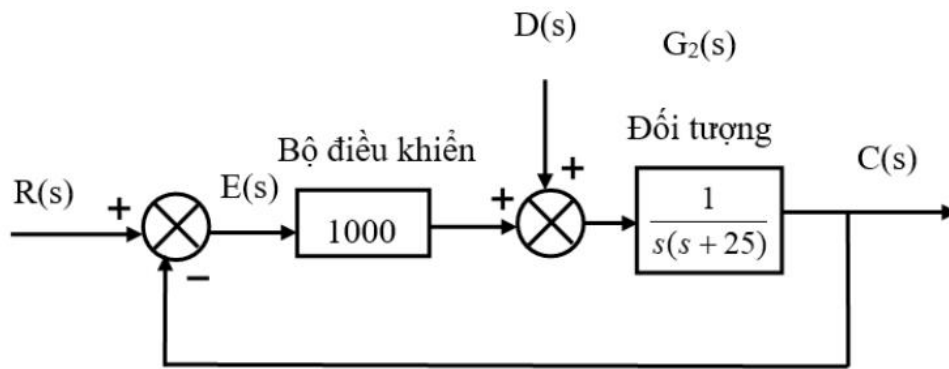 D(s)
G₂(s)
Bộ điều khiển
Đối tượng
R(s)
+
E(s)
1000
+
+
1
s(s + 25)
C(s)
−